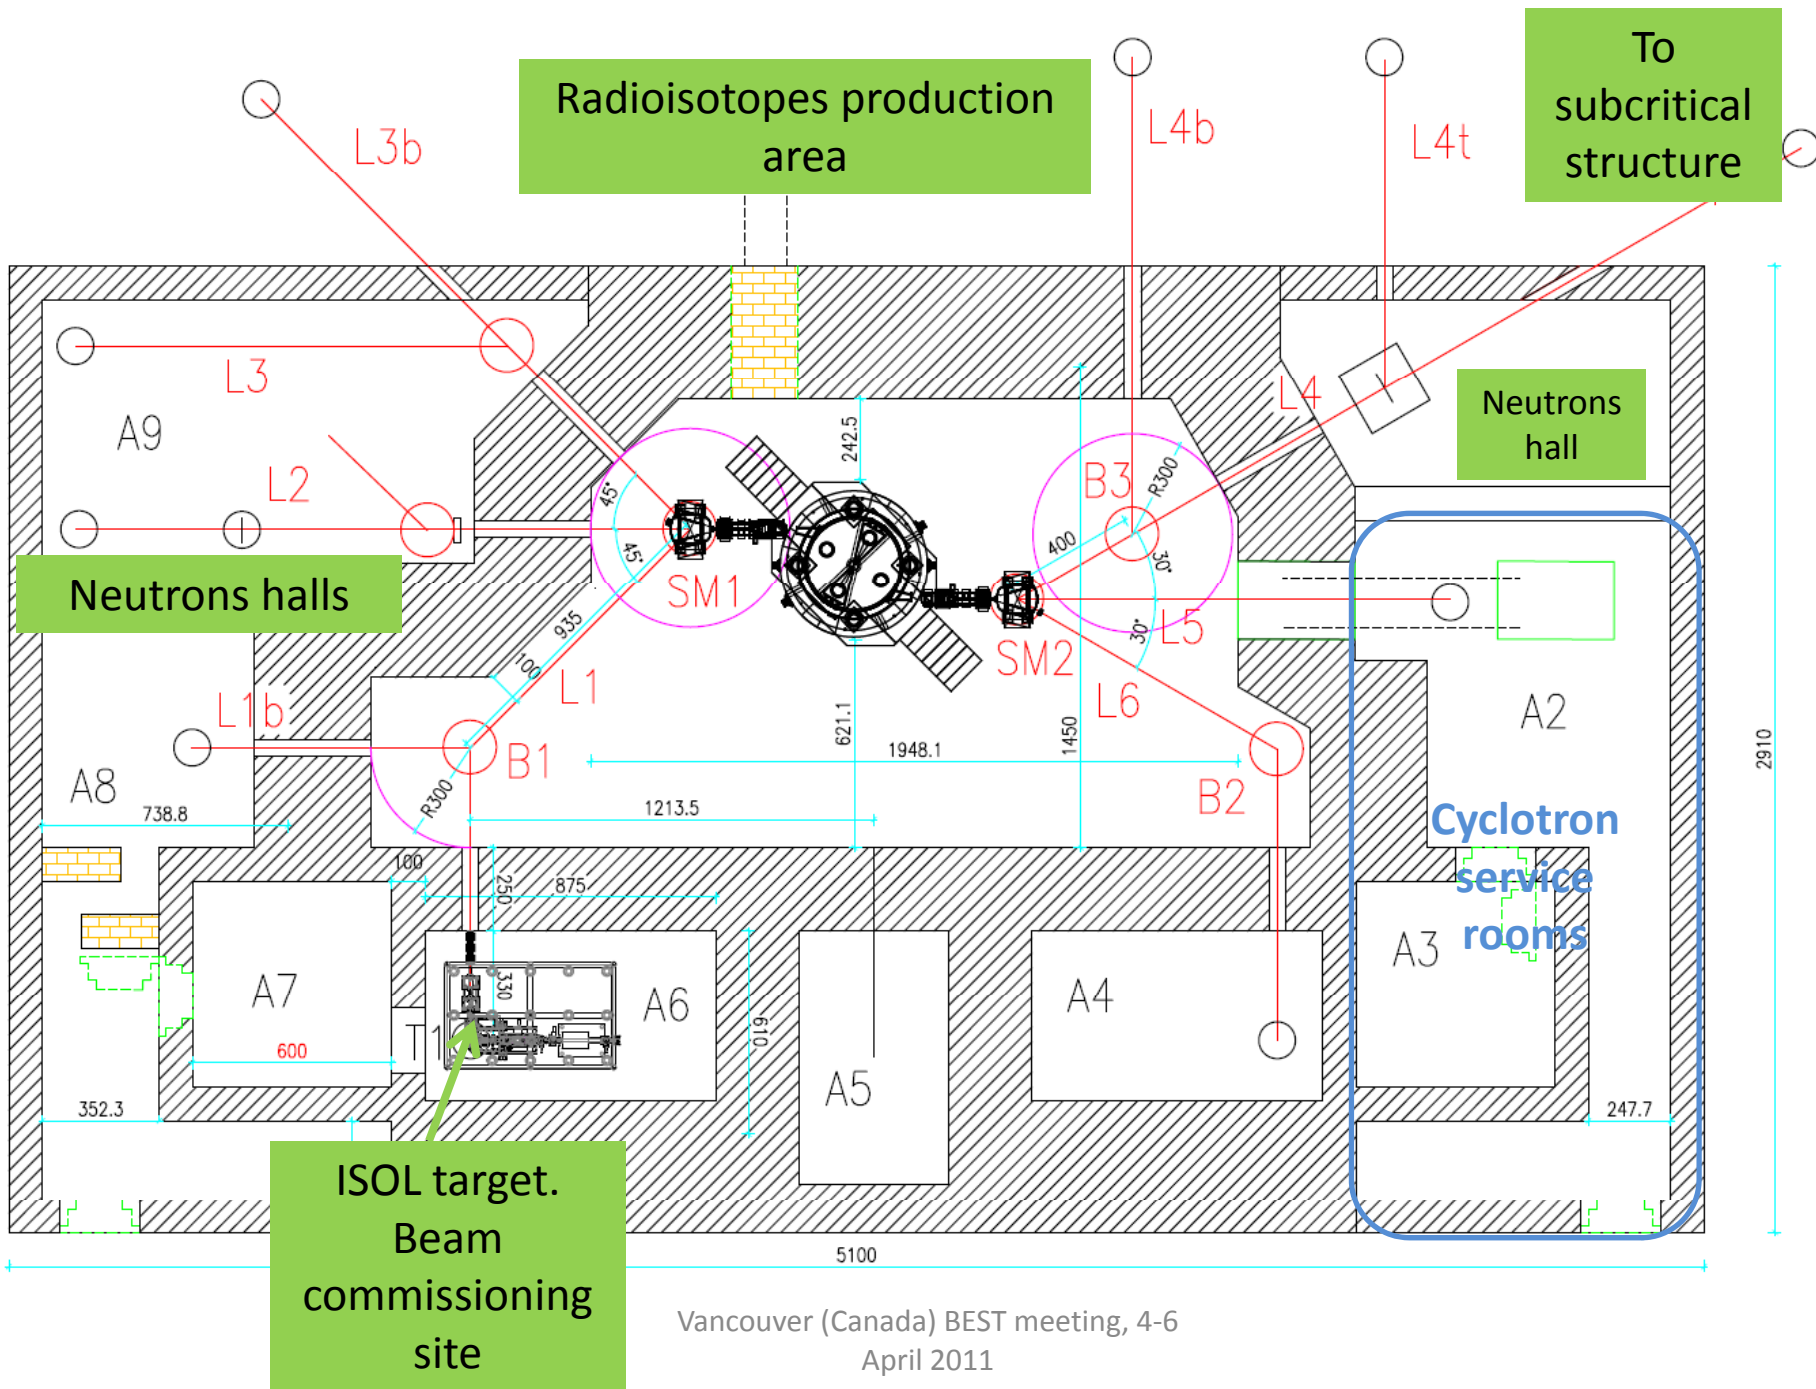 To
subcritical
structure
Radioisotopes production
area
L3b
L4b
L4t
L3
L4
Neutrons
hall
A9
242.5
B3
R300
45°
L2
400
30°
45°
SM1
Neutrons halls
935
L5
30°
SM2
100
L1
L6
L1b
621.1
1450
A2
B1
1948.1
2910
A8
R300
B2
738.8
1213.5
Cyclotron
service
rooms
100
250
875
A7
330
A6
A4
A3
T1
610
600
A5
352.3
247.7
ISOL target.
Beam
commissioning
site
5100
Vancouver (Canada) BEST meeting, 4-6
April 2011